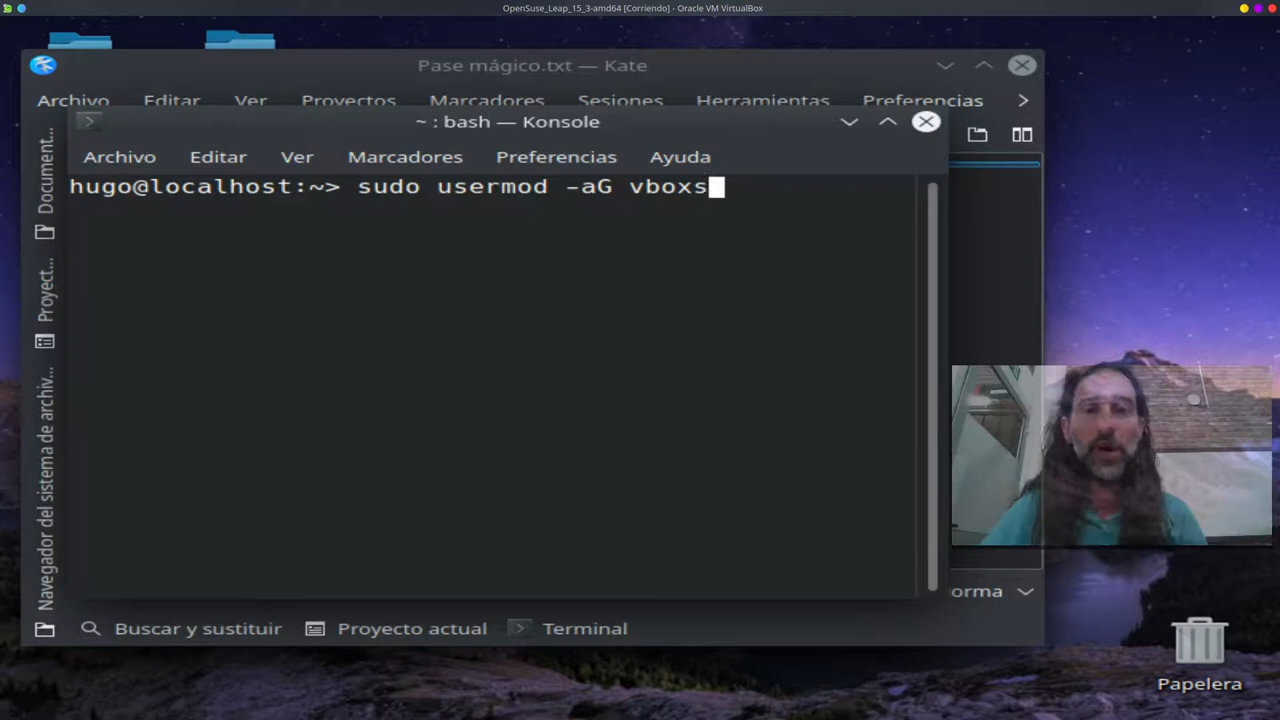 OpenSuse_Leap_15_3-amd64 [Corriendo] - Oracle VM VirtualBox
Pase mágico.txt — Kate
Archivo Editar Ver Proyectos Marcadores Sesiones Herramientas Preferencias
~ : bash — Konsole
Archivo Editar Ver Marcadores Preferencias Ayuda
hugo@localhost:~> sudo usermod -aG vboxs
Document...
Proyect...
Navegador del sistema de archiv...
orma
Buscar y sustituir Proyecto actual Terminal
Papelera